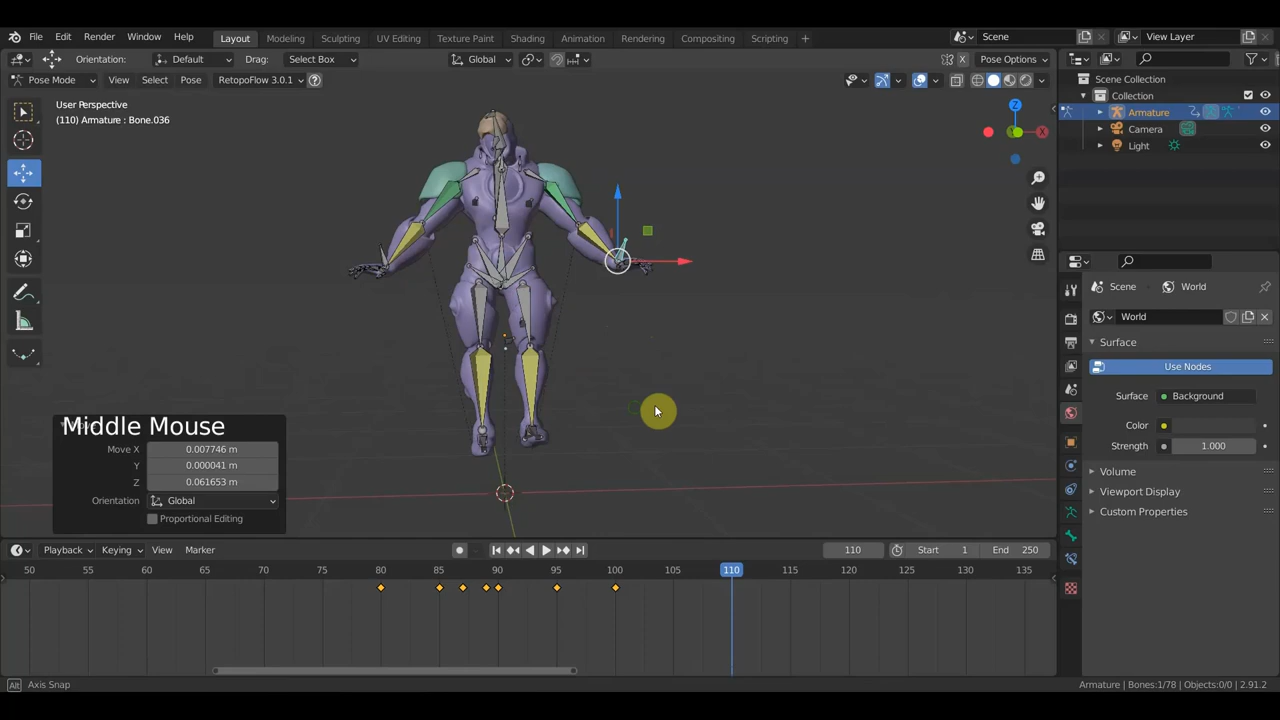 File Edit Render Window Help Layout Modeling Sculpting UV Editing Texture Paint Shading Animation Rendering Compositing Scripting + Scene View Layer
Orientation: Default Drag: Select Box Global X Pose Options
Pose Mode View Select Pose RetopoFlow 3.0.1 ?
User Perspective
(110) Armature : Bone.036
Scene Collection
Collection
Armature
Camera
Light
Z
X
Scene World
World
Surface
Use Nodes
Surface Background
Color
Strength 1.000
Volume
Viewport Display
Custom Properties
Middle Mouse
Move X 0.007746 m
Y 0.000041 m
Z 0.061653 m
Orientation Global
Proportional Editing
Playback Keying View Marker 110 Start 1 End 250
50 55 60 65 70 75 80 85 90 95 100 105 110 115 120 125 130 135
Alt Axis Snap Armature | Bones:1/78 | Objects:0/0 | 2.91.2